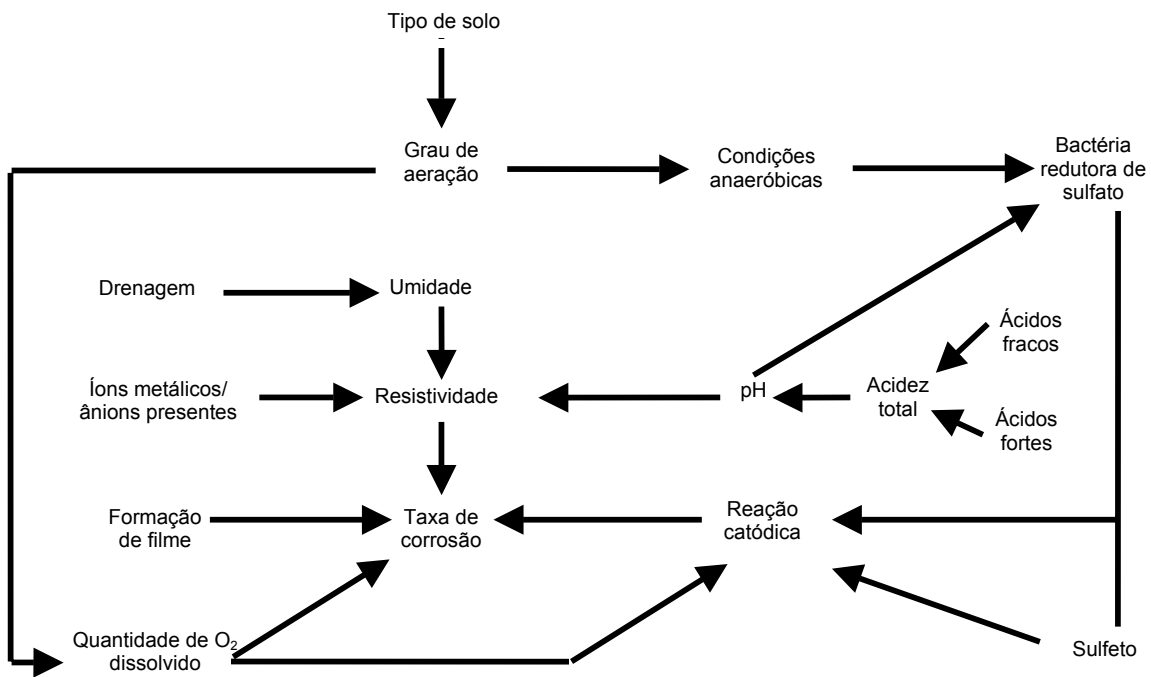 Tipo de solo
Grau de
aeração
Condições
anaeróbicas
Bactéria
redutora de
sulfato
Drenagem
Umidade
Ácidos
fracos
Íons metálicos/
ânions presentes
Resistividade
pH
Acidez
total
Ácidos
fortes
Formação
de filme
Taxa de
corrosão
Reação
catódica
Quantidade de O₂
dissolvido
Sulfeto